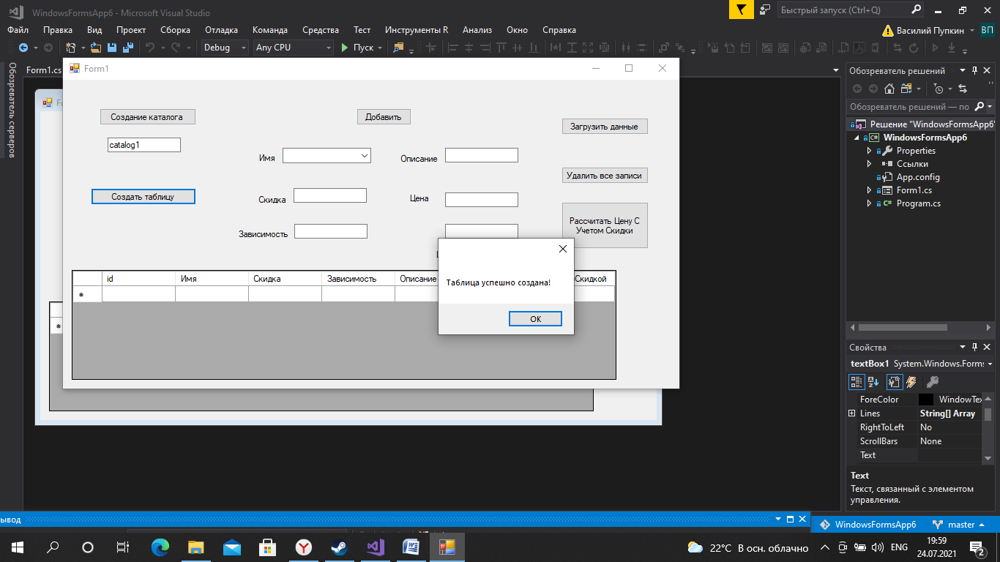 WindowsFormsApp6 - Microsoft Visual Studio
Быстрый запуск (Ctrl+Q)
Файл Правка Вид Проект Сборка Отладка Команда Средства Тест Инструменты R Анализ Окно Справка
Василий Пупкин ВП
Debug Any CPU Пуск
Обозреватель серверов
Form1.cs
Form1
Обозреватель решений
Создание каталога
Добавить
Загрузить данные
Обозреватель решений — по
catalog1
Решение "WindowsFormsApp6"
WindowsFormsApp6
Имя
Описание
Properties
Ссылки
Удалить все записи
App.config
Создать таблицу
Скидка
Цена
Form1.cs
Program.cs
Рассчитать Цену С
Учетом Скидки
Зависимость
id Имя Скидка Зависимость Описание Скидкой
Таблица успешно создана!
OK
Свойства
textBox1 System.Windows.Forms
ForeColor WindowTex
Lines String[] Array
RightToLeft No
ScrollBars None
Text
Text
Текст, связанный с элементом
управления.
ывод
WindowsFormsApp6 master
22°C В осн. облачно
ENG
19:59
24.07.2021
2